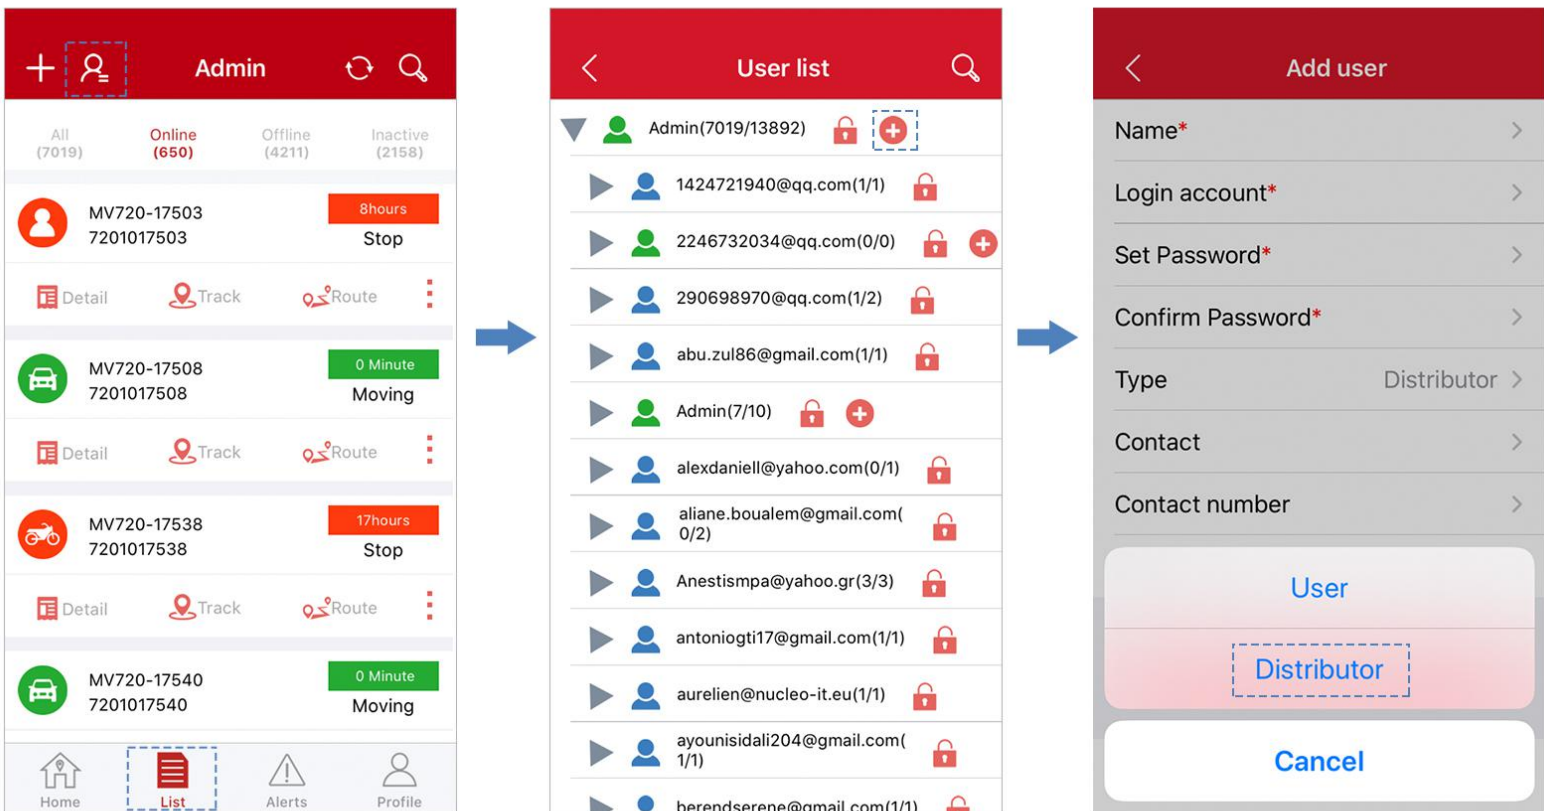 Admin
All
(7019)
Online
(650)
Offline
(4211)
Inactive
(2158)
MV720-17503
7201017503
8hours
Stop
Detail
Track
Route
MV720-17508
7201017508
0 Minute
Moving
Detail
Track
Route
MV720-17538
7201017538
17hours
Stop
Detail
Track
Route
MV720-17540
7201017540
0 Minute
Moving
Home
List
Alerts
Profile
User list
Admin(7019/13892)
1424721940@qq.com(1/1)
2246732034@qq.com(0/0)
290698970@qq.com(1/2)
abu.zul86@gmail.com(1/1)
Admin(7/10)
alexdaniell@yahoo.com(0/1)
aliane.boualem@gmail.com(
0/2)
Anestismpa@yahoo.gr(3/3)
antoniogti17@gmail.com(1/1)
aurelien@nucleo-it.eu(1/1)
ayounisidali204@gmail.com(
1/1)
berendserene@gmail.com(1/1)
Add user
Name*
Login account*
Set Password*
Confirm Password*
Type Distributor
Contact
Contact number
User
Distributor
Cancel